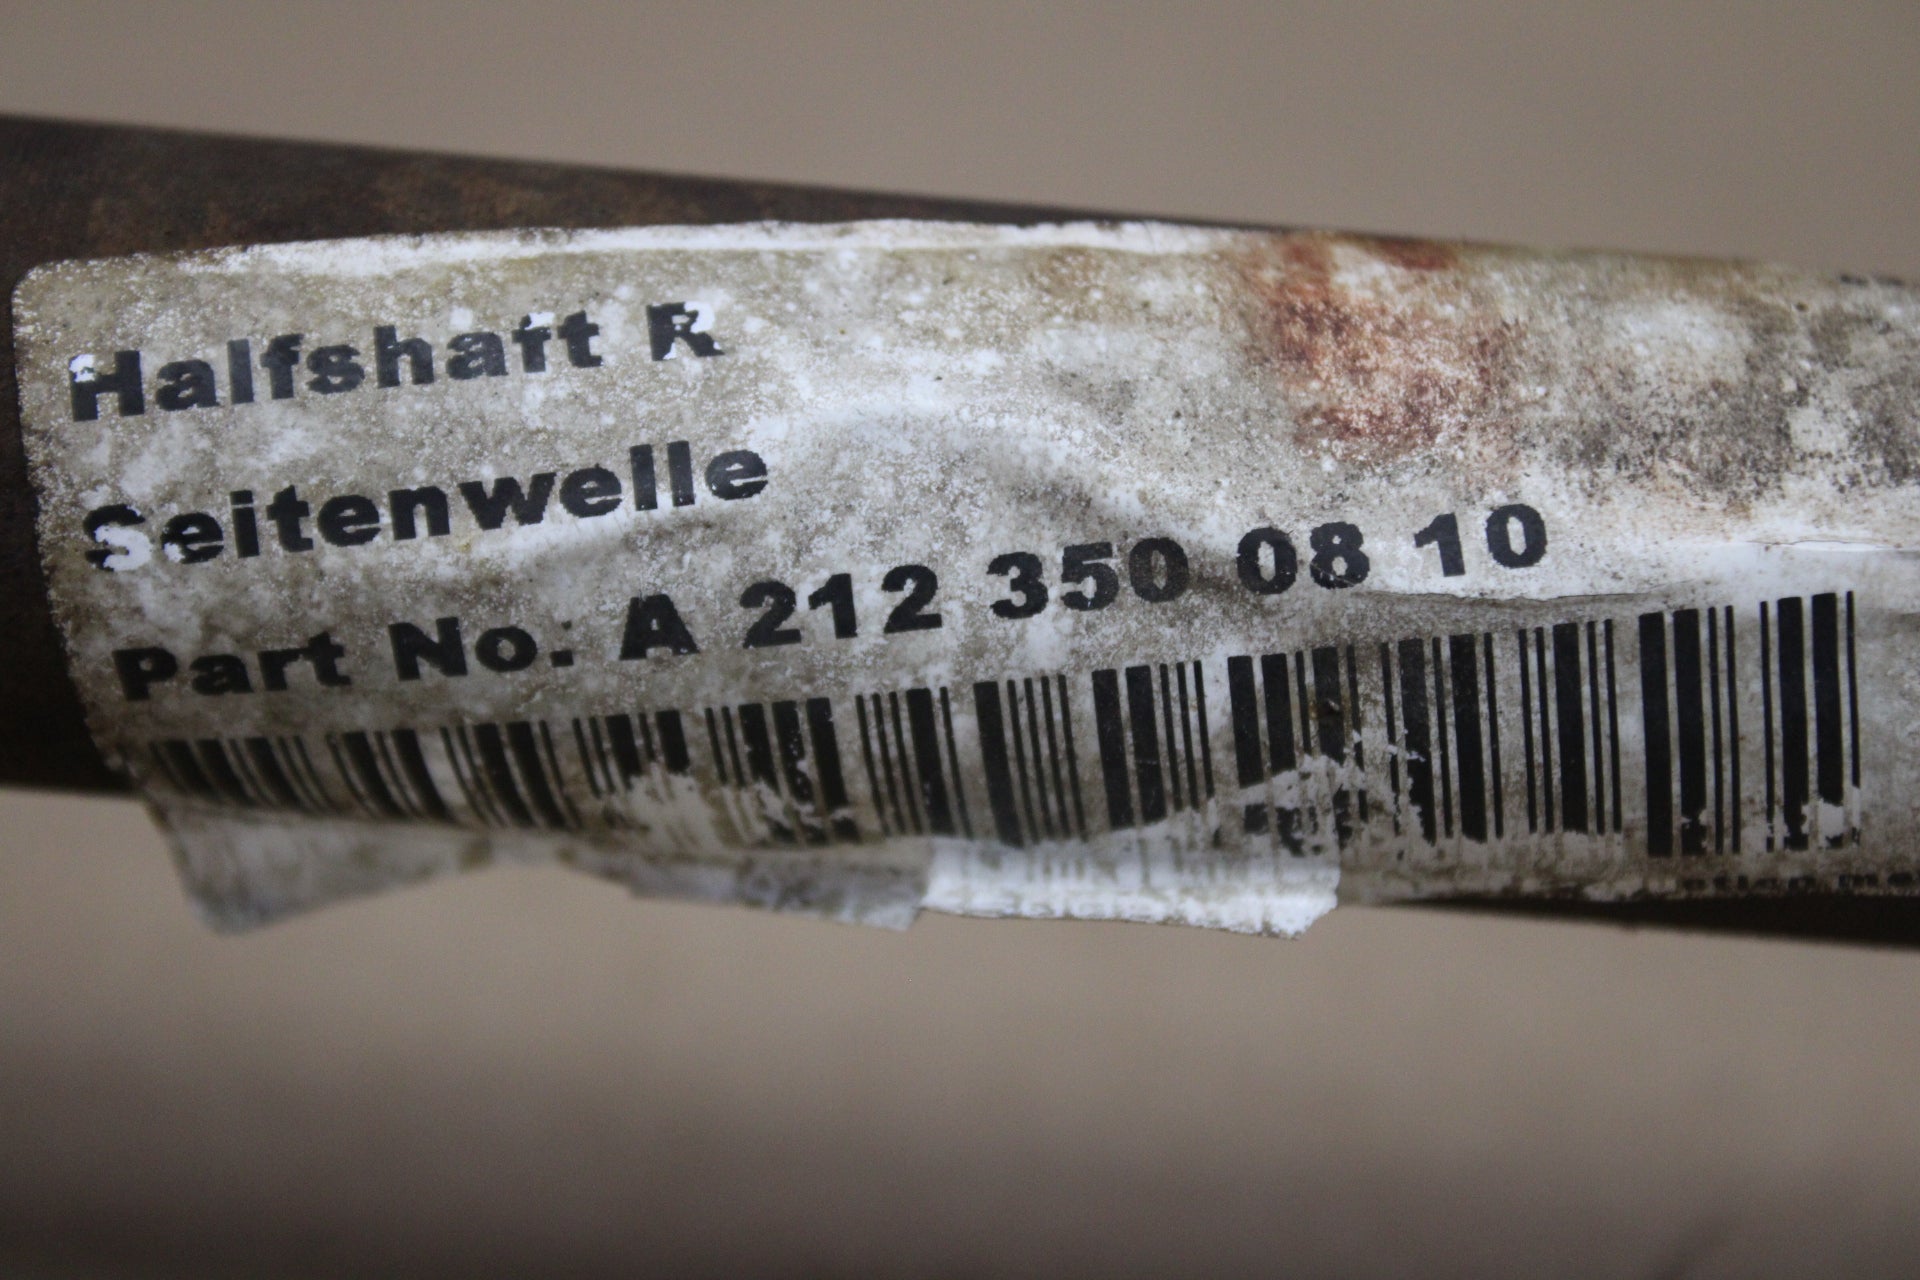 Halfshaft R
Seitenwelle
Part No: A 212 350 08 10